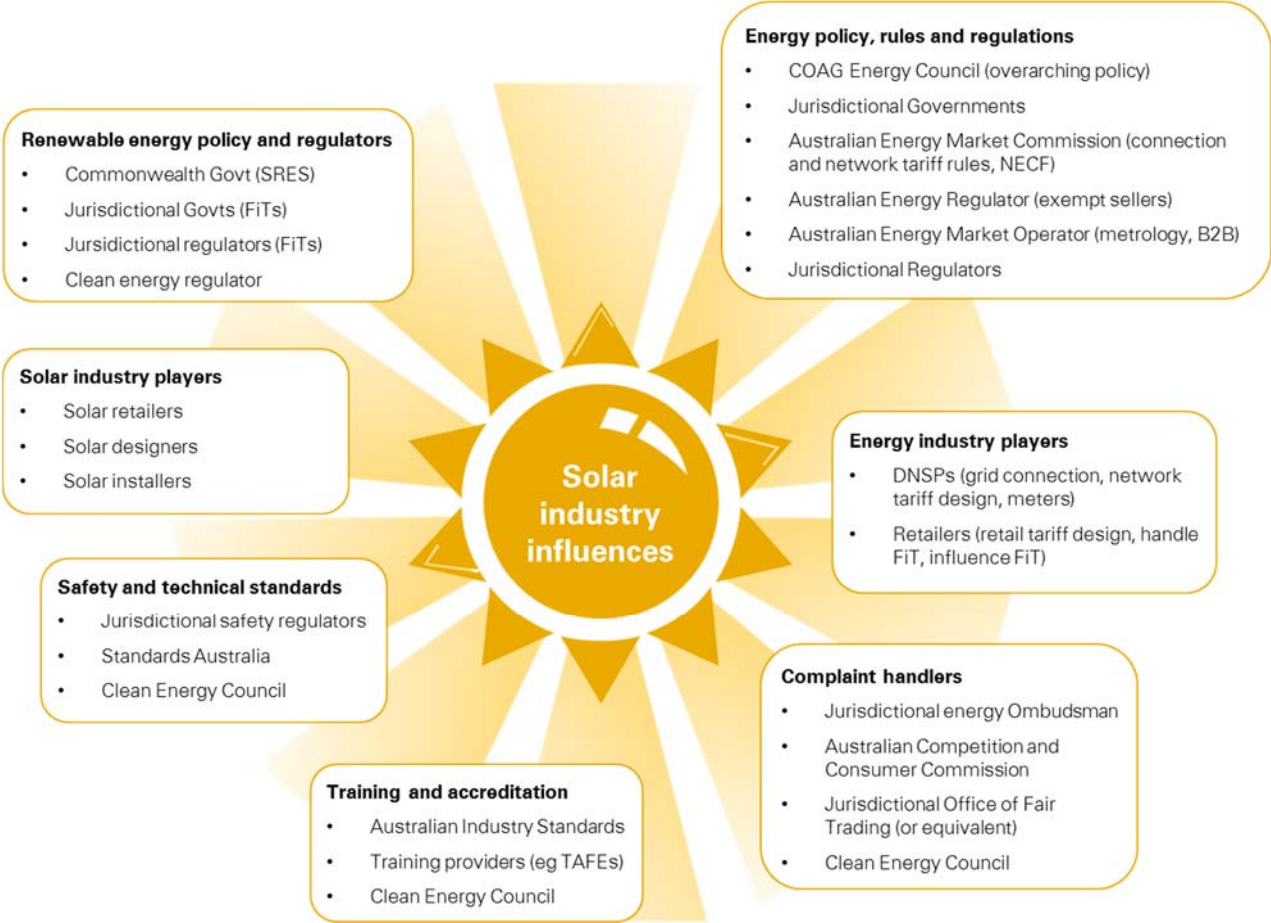 Energy policy, rules and regulations
• COAG Energy Council (overarching policy)
• Jurisdictional Governments
• Australian Energy Market Commission (connection
and network tariff rules, NECF)
• Australian Energy Regulator (exempt sellers)
• Australian Energy Market Operator (metrology, B2B)
• Jurisdictional Regulators
Renewable energy policy and regulators
• Commonwealth Govt (SRES)
• Jurisdictional Govts (FiTs)
• Jursidictional regulators (FiTs)
• Clean energy regulator
Solar industry players
• Solar retailers
• Solar designers
• Solar installers
Solar
industry
influences
Energy industry players
• DNSPs (grid connection, network
tariff design, meters)
• Retailers (retail tariff design, handle
FiT, influence FiT)
Safety and technical standards
• Jurisdictional safety regulators
• Standards Australia
• Clean Energy Council
Complaint handlers
• Jurisdictional energy Ombudsman
• Australian Competition and
Consumer Commission
• Jurisdictional Office of Fair
Trading (or equivalent)
• Clean Energy Council
Training and accreditation
• Australian Industry Standards
• Training providers (eg TAFEs)
• Clean Energy Council